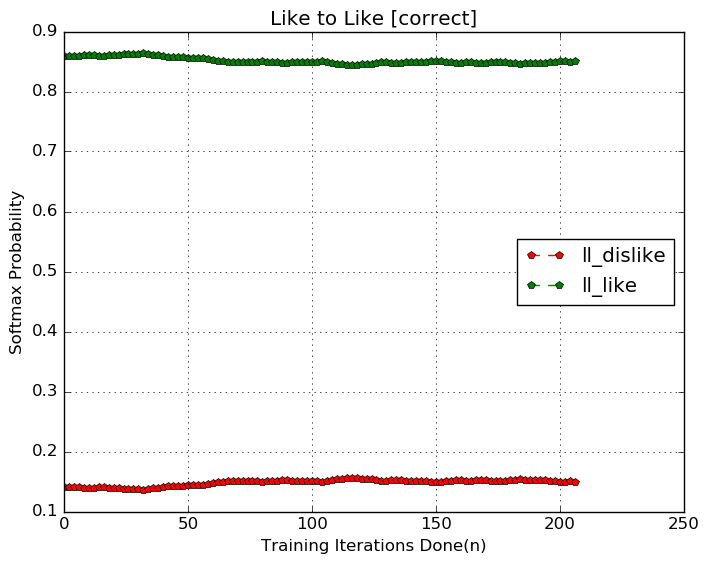 Like to Like [correct]
0.9
0.8
0.7
0.6
0.5
0.4
0.3
0.2
0.1
Softmax Probability
ll_dislike
ll_like
0 50 100 150 200 250
Training Iterations Done(n)